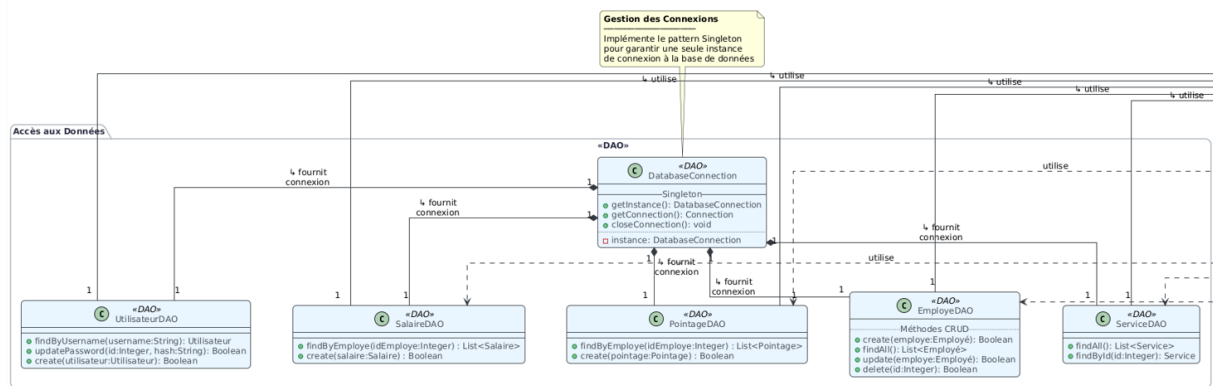 Gestion des Connexions
Implémente le pattern Singleton
pour garantir une seule instance
de connexion à la base de données
↳ utilise
↳ utilise
↳ utilise
↳ utilise
Accès aux Données
«DAO»
«DAO»
DatabaseConnection
Singleton
getInstance(): DatabaseConnection
getConnection(): Connection
closeConnection(): void
instance: DatabaseConnection
utilise
↳ fournit
connexion
1
↳ fournit
connexion
1
↳ fournit
connexion
1
1
↳ fournit
connexion
1
↳ fournit
connexion
1
utilise
1
1
«DAO»
UtilisateurDAO
findByUsername(username:String): Utilisateur
updatePassword(id:Integer, hash:String): Boolean
create(utilisateur:Utilisateur): Boolean
1
1
«DAO»
SalaireDAO
findByEmploye(idEmploye:Integer) : List<Salaire>
create(salaire:Salaire) : Boolean
1
1
«DAO»
PointageDAO
findByEmploye(idEmploye:Integer) : List<Pointage>
create(pointage:Pointage) : Boolean
1
1
«DAO»
EmployeDAO
Méthodes CRUD
create(employe:Employé): Boolean
findAll(): List<Employé>
update(employe:Employé): Boolean
delete(id:Integer): Boolean
1
1
«DAO»
ServiceDAO
findAll(): List<Service>
findById(id:Integer): Service